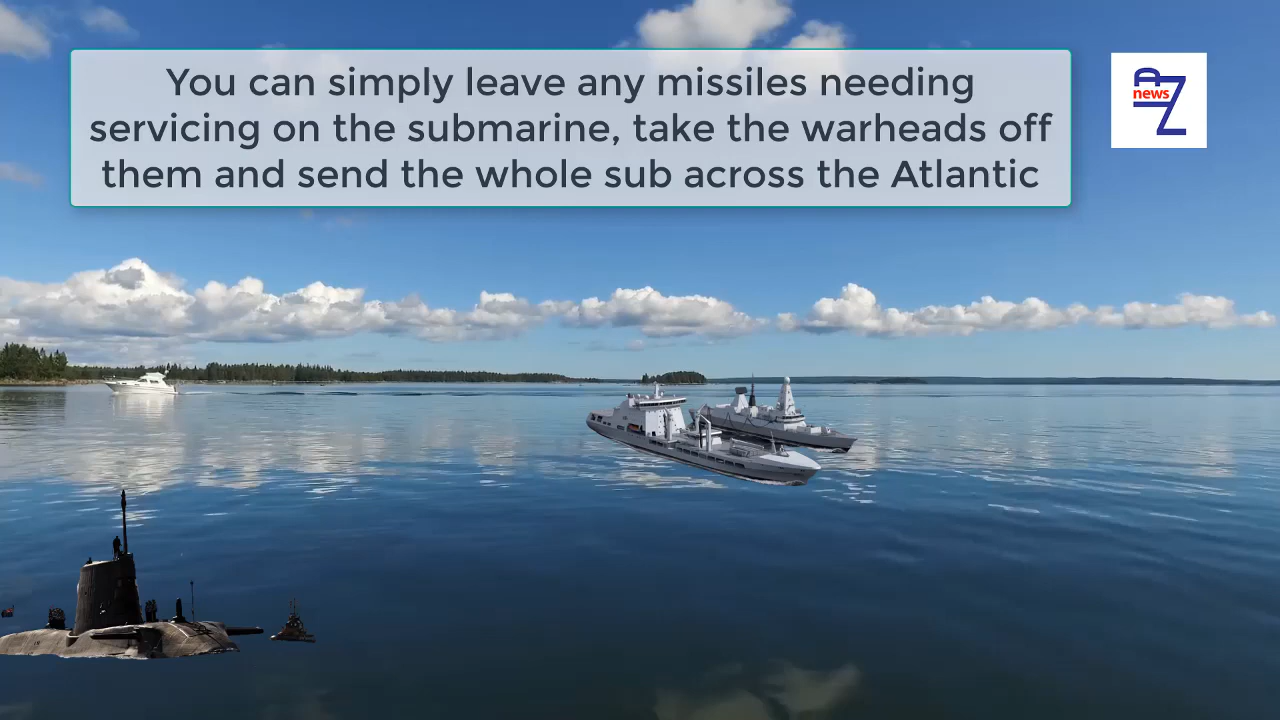 You can simply leave any missiles needing
servicing on the submarine, take the warheads off
them and send the whole sub across the Atlantic
AZ
news